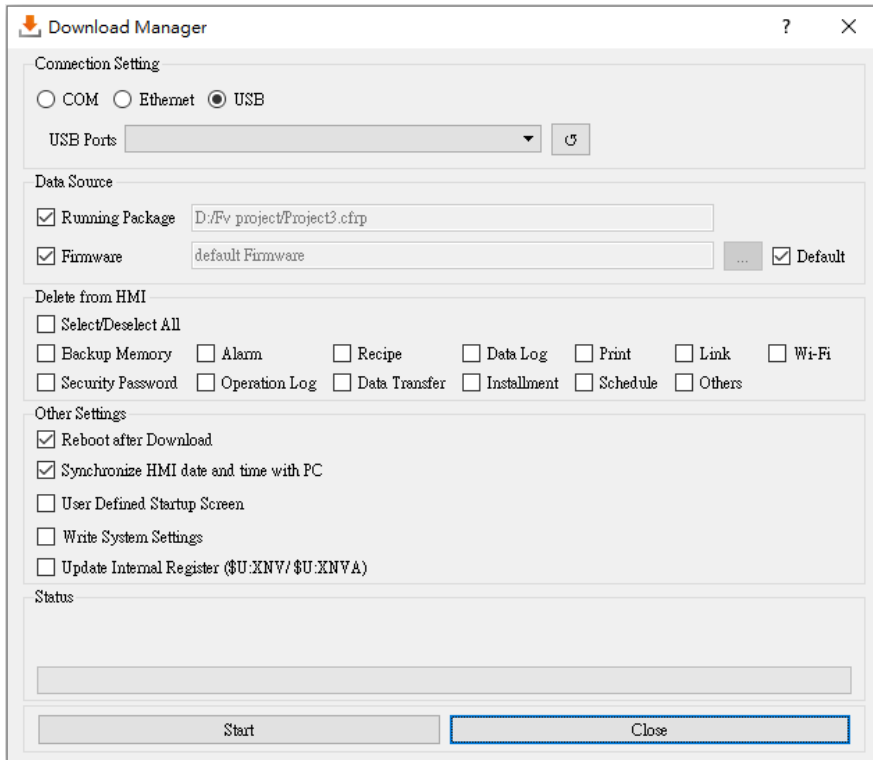 Download Manager
Connection Setting
COM Ethernet USB
USB Ports
Data Source
Running Package D:/Fv project/Project3.cfrp
Firmware default Firmware ... Default
Delete from HMI
Select/Deselect All
Backup Memory Alarm Recipe Data Log Print Link Wi-Fi
Security Password Operation Log Data Transfer Installment Schedule Others
Other Settings
Reboot after Download
Synchronize HMI date and time with PC
User Defined Startup Screen
Write System Settings
Update Internal Register ($U:XNV/ $U:XNVA)
Status
Start Close